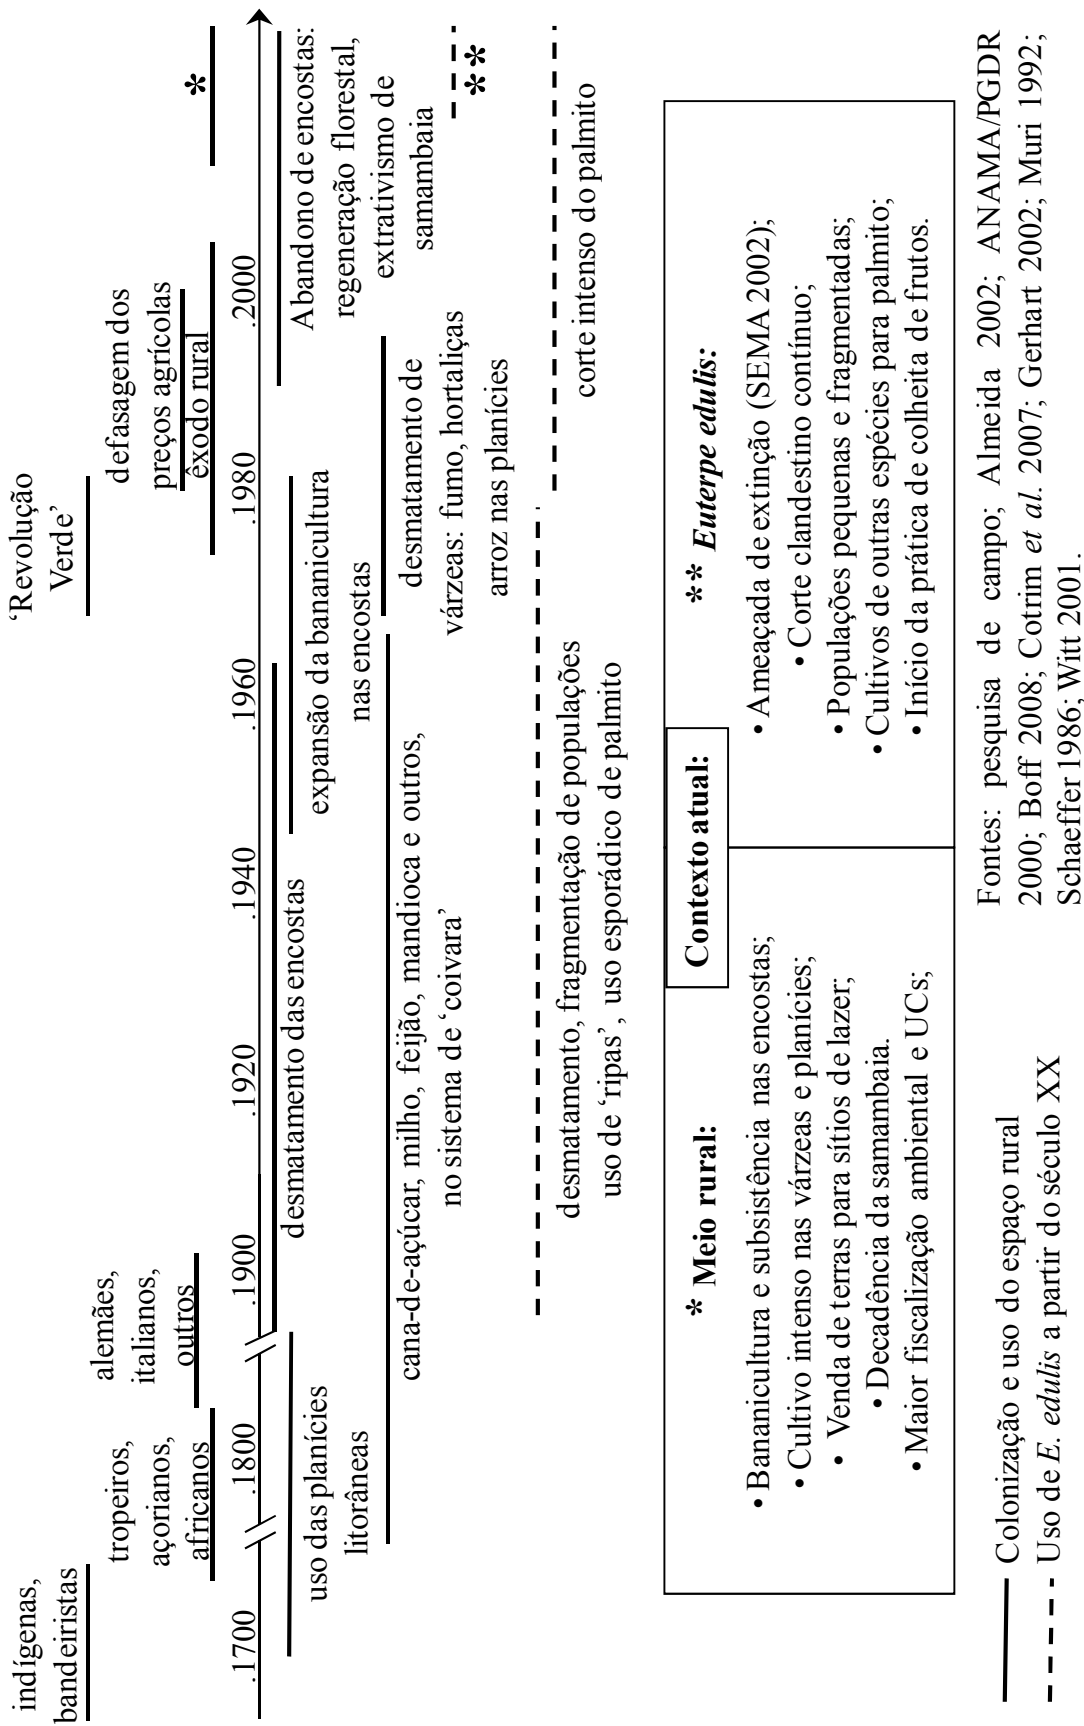 ‘Revolução
Verde’
indígenas,
bandeiristas
tropeiros,
açorianos,
africanos
alemães,
italianos,
outros
defasagem dos
preços agrícolas
êxodo rural
*
.1700
.1800
.1900
.1920
.1940
.1960
.1980
.2000
uso das planícies
litorâneas
desmatamento das encostas
expansão da bananicultura
nas encostas
Abandono de encostas:
regeneração florestal,
extrativismo de
samambaia
cana-de-açúcar, milho, feijão, mandioca e outros,
no sistema de ‘coivara’
desmatamento de
várzeas: fumo, hortaliças
arroz nas planícies
**
desmatamento, fragmentação de populações
uso de ‘ripas’, uso esporádico de palmito
corte intenso do palmito
Contexto atual:
* Meio rural:
• Bananicultura e subsistência nas encostas;
• Cultivo intenso nas várzeas e planícies;
• Venda de terras para sítios de lazer;
• Decadência da samambaia.
• Maior fiscalização ambiental e UCs;
** Euterpe edulis:
• Ameaçada de extinção (SEMA 2002);
• Corte clandestino contínuo;
• Populações pequenas e fragmentadas;
• Cultivos de outras espécies para palmito;
• Início da prática de colheita de frutos.
Colonização e uso do espaço rural
Uso de E. edulis a partir do século XX
Fontes: pesquisa de campo; Almeida 2002; ANAMA/PGDR
2000; Boff 2008; Cotrim et al. 2007; Gerhart 2002; Muri 1992;
Schaeffer 1986; Witt 2001.